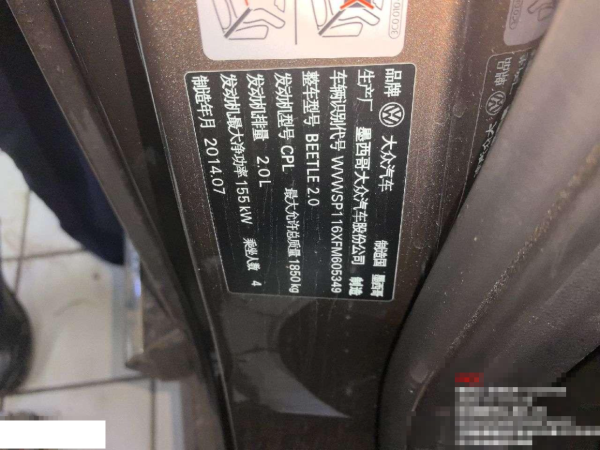 品牌 大众汽车 制造国 墨西哥
生产厂 墨西哥大众汽车股份公司 制造
车辆识别代号 WVWSP116XFM605349
整车型号 BEETLE 2.0
发动机型号 CPL 最大允许总质量 1850 kg
发动机排量 2.0 L
发动机最大净功率 155 kW 乘坐人数 4
制造年月 2014.07